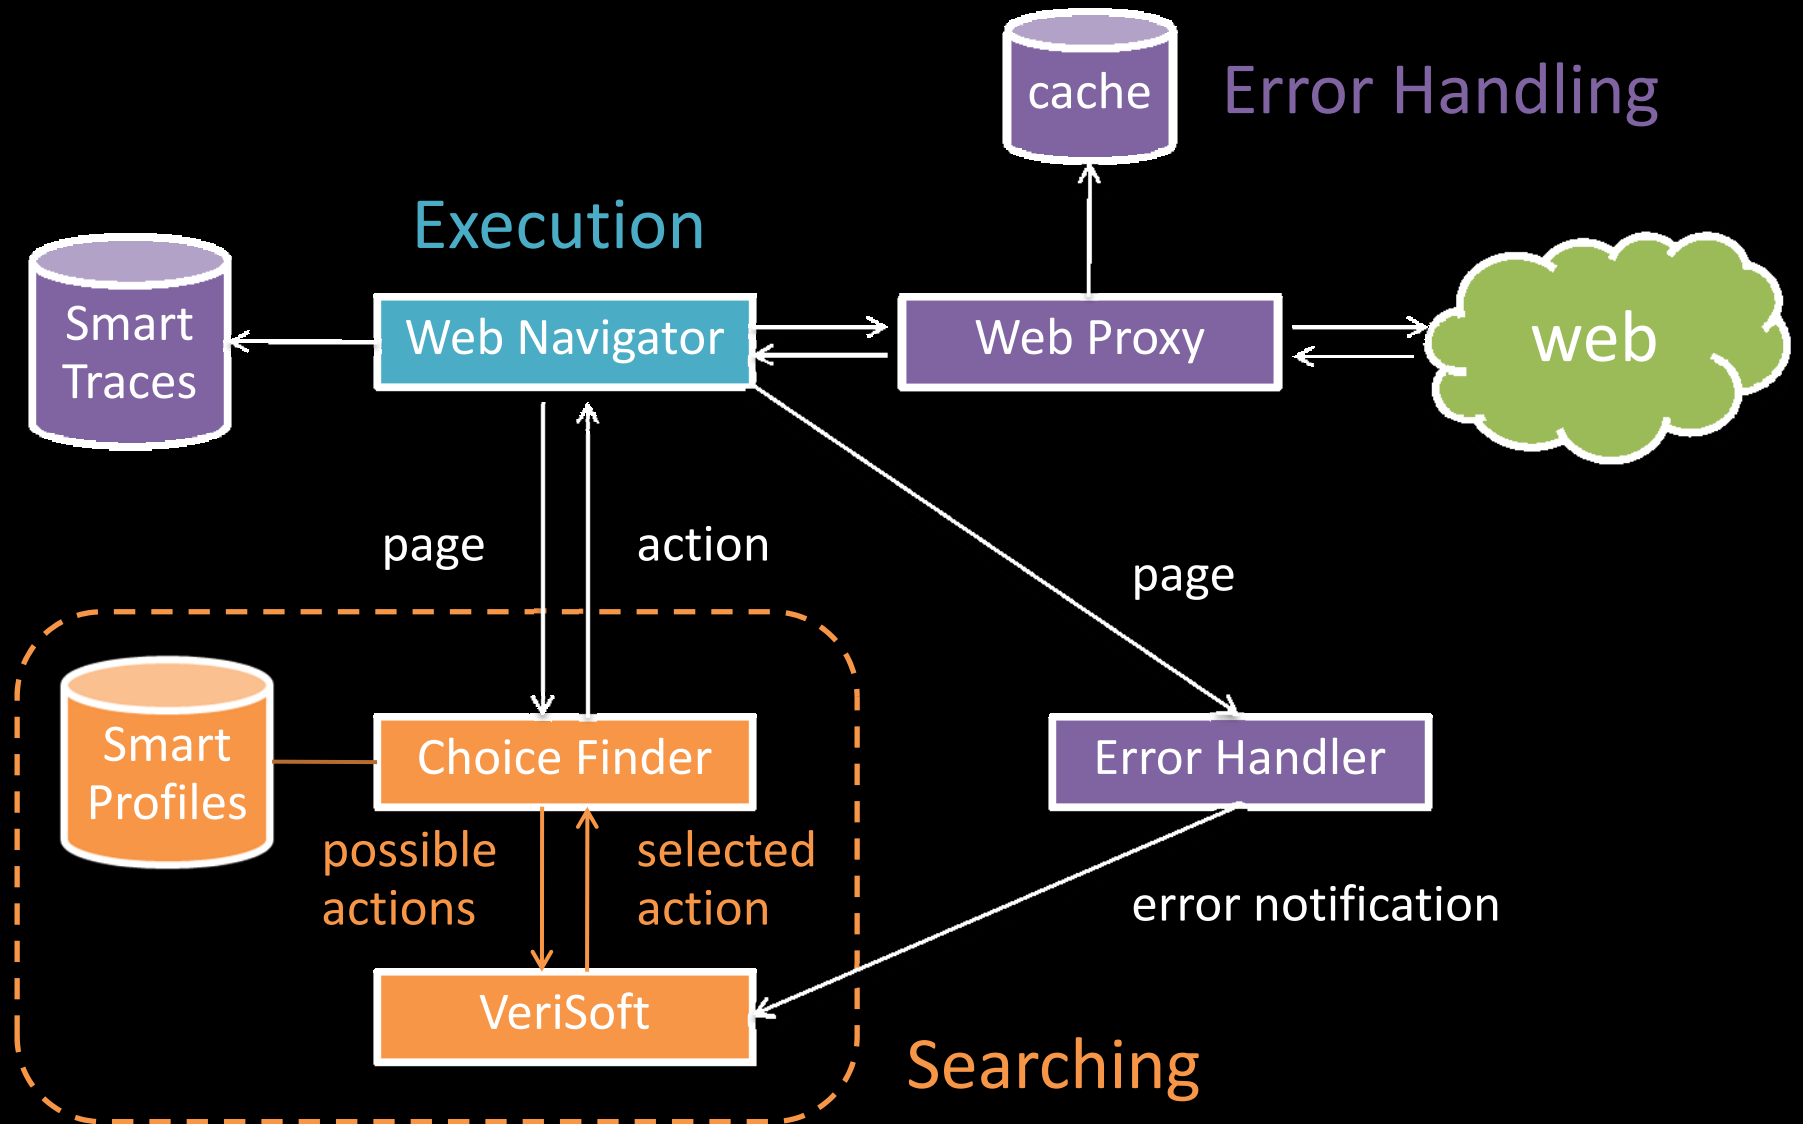 cache
Error Handling
Execution
Smart
Traces
Web Navigator
Web Proxy
web
page
action
page
Smart
Profiles
Choice Finder
Error Handler
possible
actions
selected
action
error notification
VeriSoft
Searching